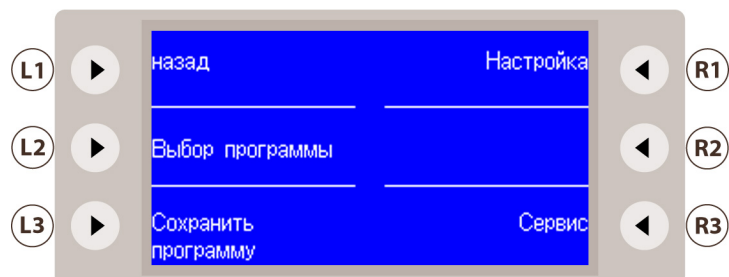 L1 назад Настройка R1
L2 Выбор программы R2
L3 Сохранить Сервис R3
программу